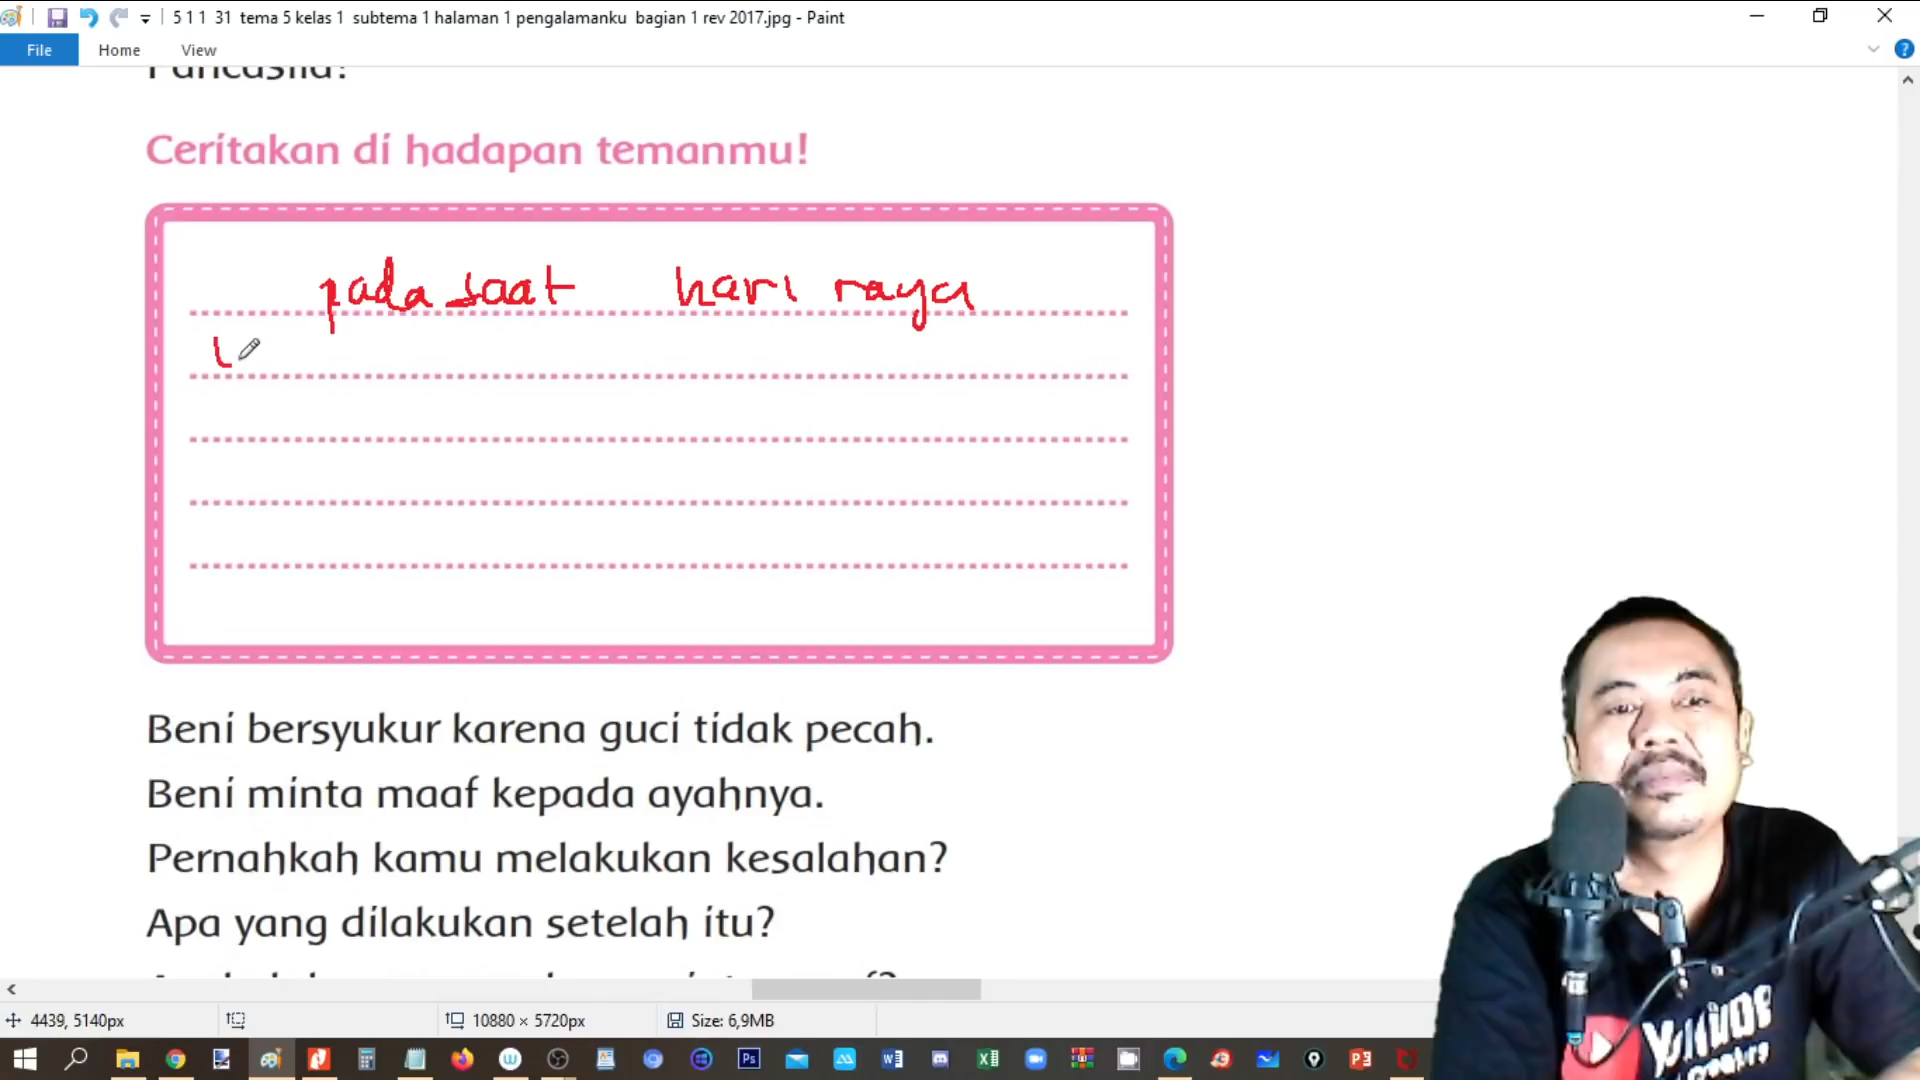 5 1 1  31  tema 5 kelas 1  subtema 1 halaman 1 pengalamanku  bagian 1 rev 2017.jpg - Paint
File Home View
Pancasila?
Ceritakan di hadapan temanmu!
pada saat hari raya
Beni bersyukur karena guci tidak pecah.
Beni minta maaf kepada ayahnya.
Pernahkah kamu melakukan kesalahan?
Apa yang dilakukan setelah itu?
4439, 5140px 10880 × 5720px Size: 6,9MB